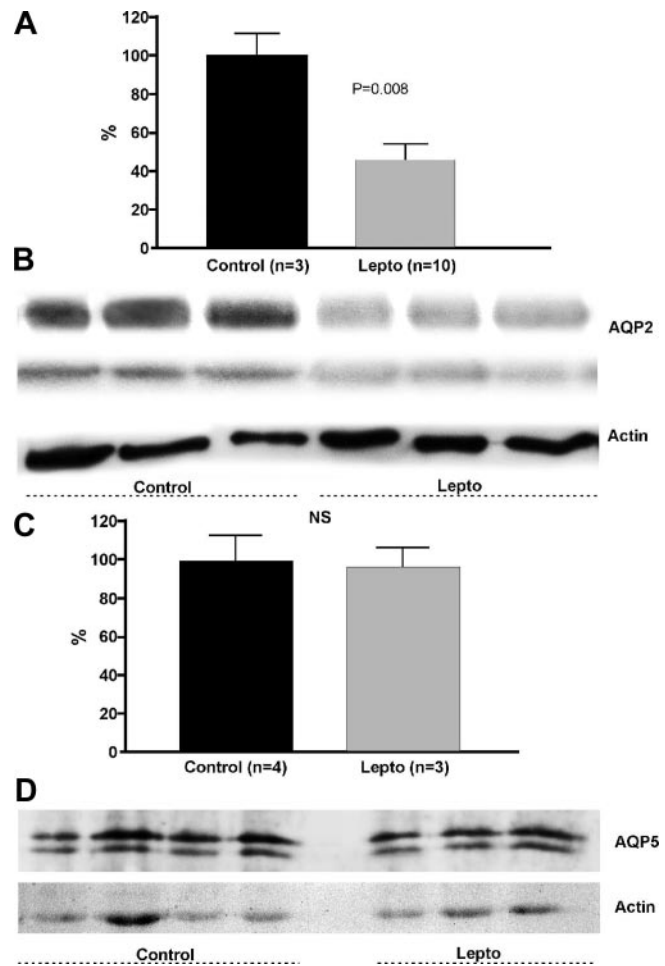 A
120
100
80
60
40
20
0
%
P=0.008
Control (n=3) Lepto (n=10)
B
AQP2
Actin
Control Lepto
C
NS
120
100
80
60
40
20
0
%
Control (n=4) Lepto (n=3)
D
AQP5
Actin
Control Lepto